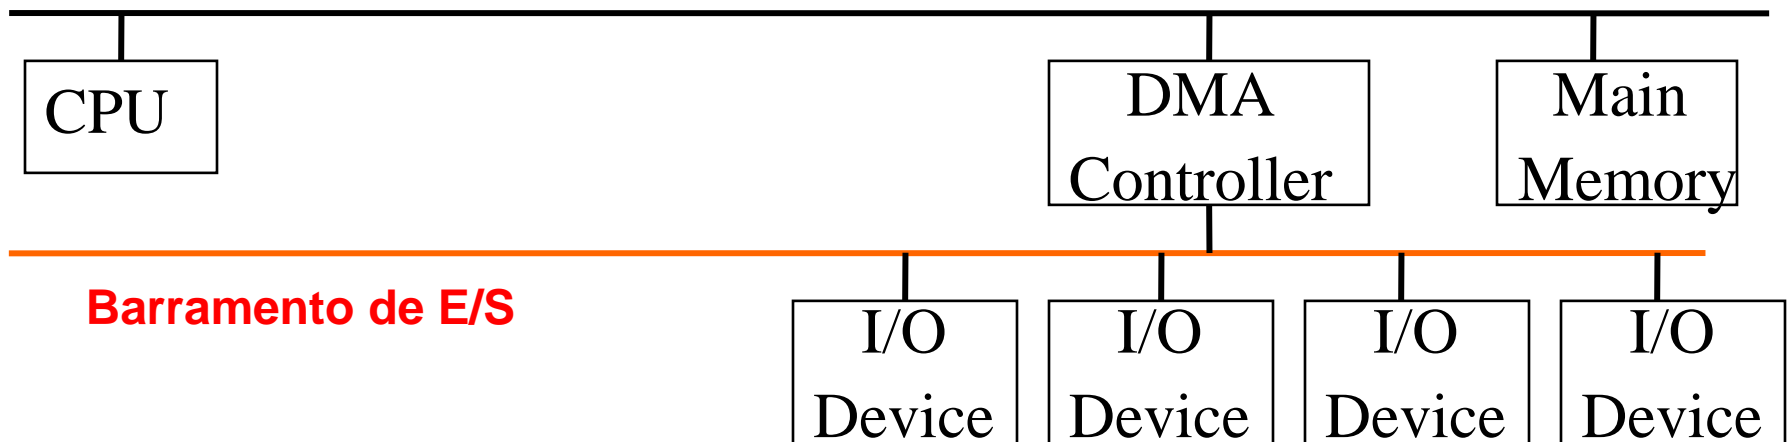 CPU
DMA
Controller
Main
Memory
Barramento de E/S
I/O
Device
I/O
Device
I/O
Device
I/O
Device